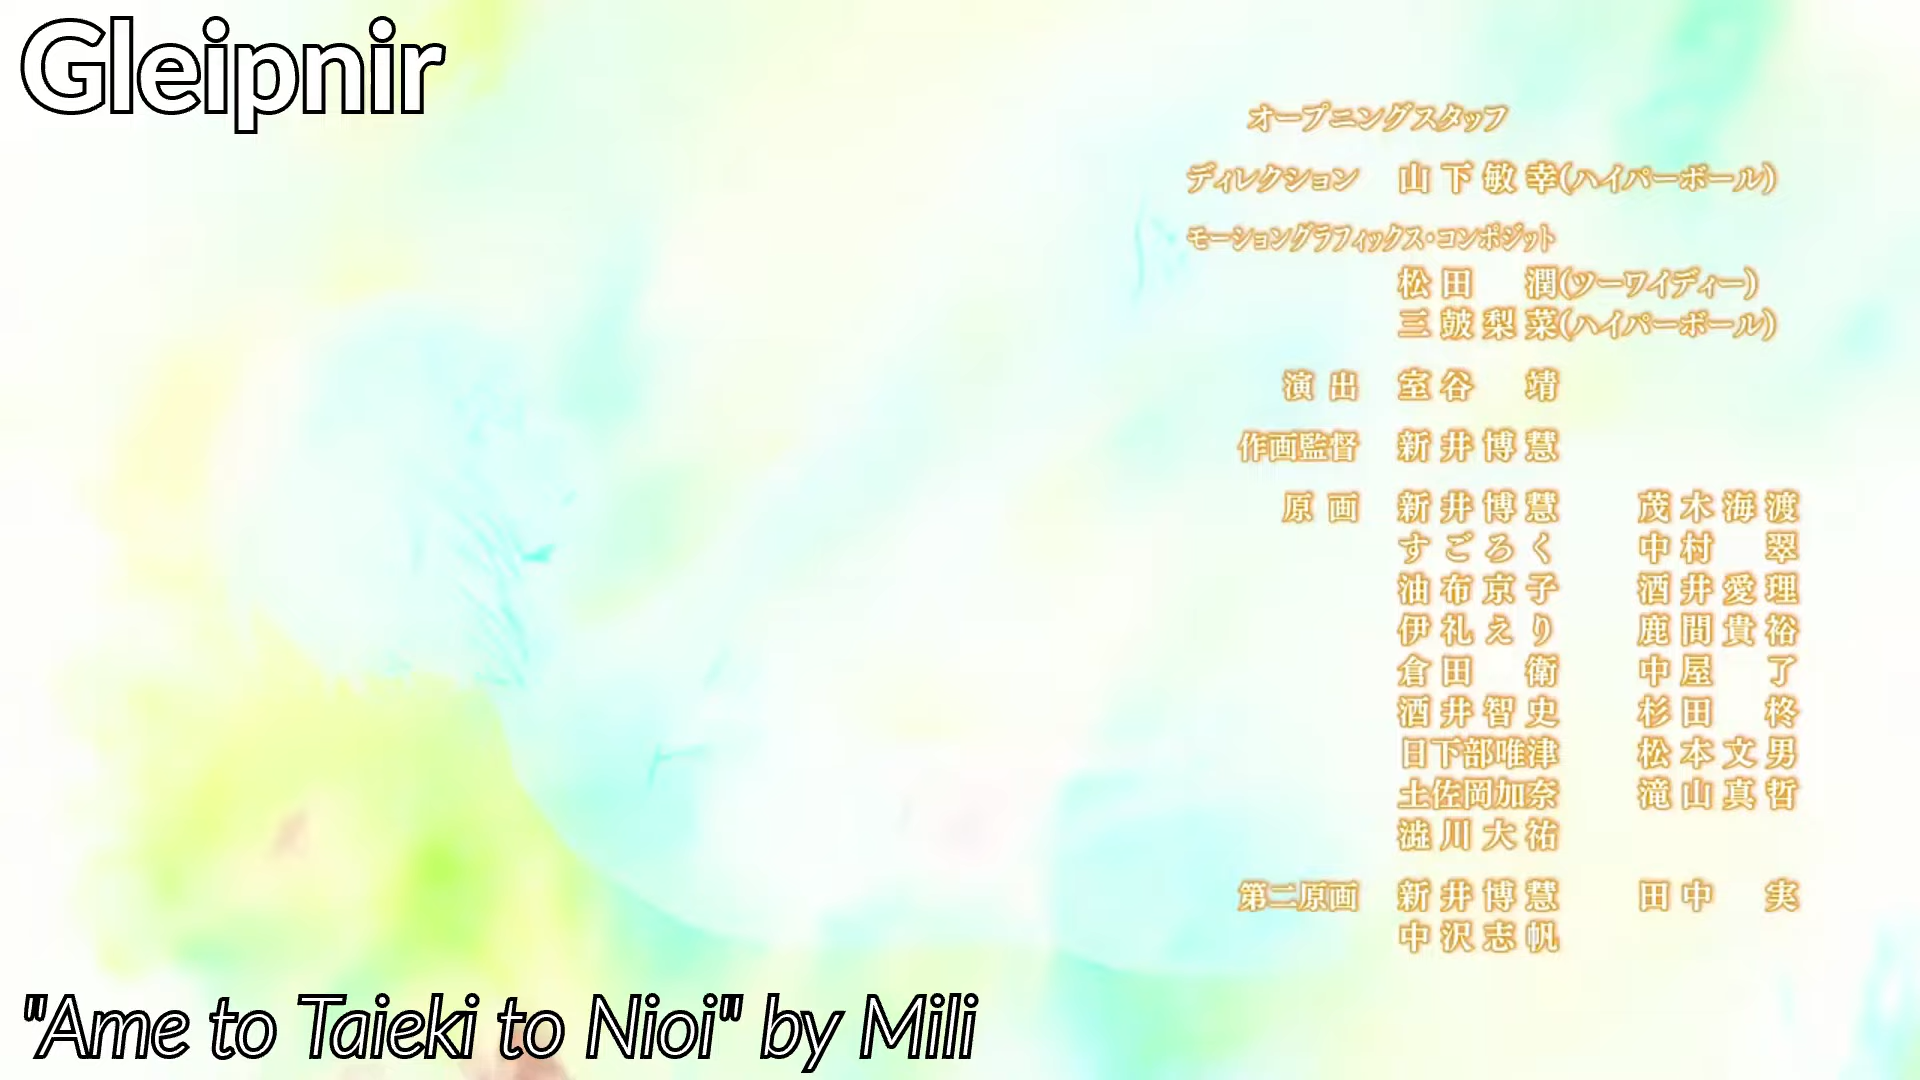 Gleipnir
オープニングスタッフ
ディレクション 山下敏幸(ハイパーボール)
モーショングラフィックス・コンポジット
松田 潤(ツーワイディー)
三鼓梨菜(ハイパーボール)
演出 室谷 靖
作画監督 新井博慧
原画 新井博慧 茂木海渡
すごろく 中村 翠
油布京子 酒井愛理
伊礼えり 鹿間貴裕
倉田 衛 中屋 了
酒井智史 杉田 柊
日下部唯津 松本文男
土佐岡加奈 滝山真哲
澁川大祐
第二原画 新井博慧 田中 実
中沢志帆
"Ame to Taieki to Nioi" by Mili